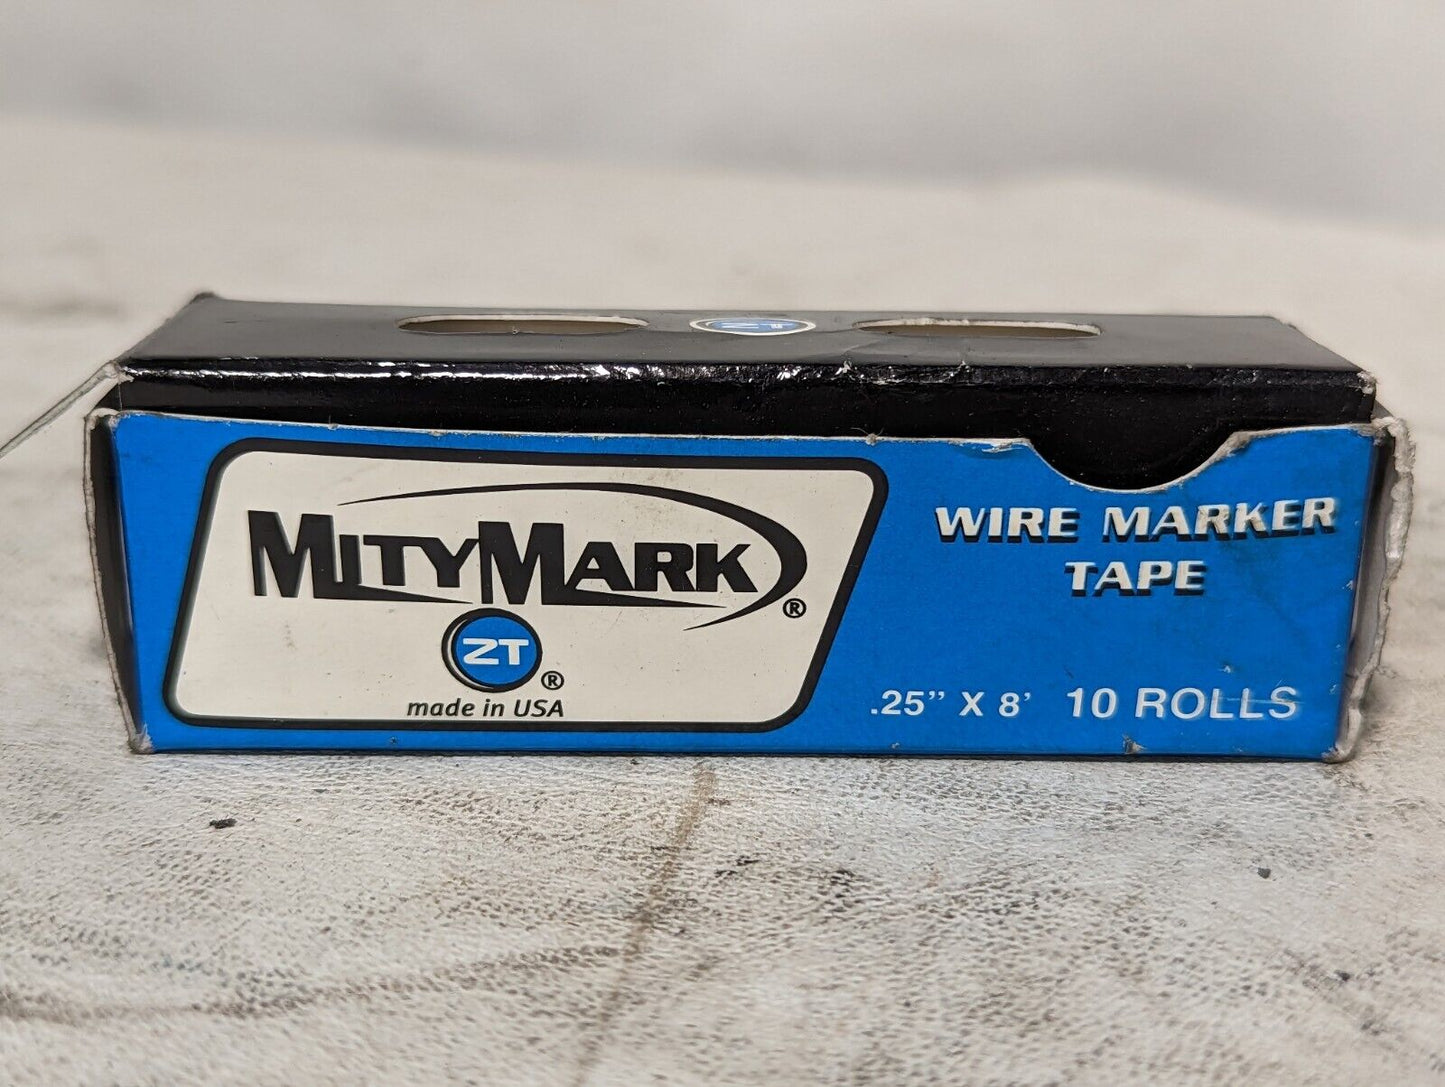 ZT
MITYMARK®
ZT®
made in USA
WIRE MARKER
TAPE
.25” X 8’ 10 ROLLS